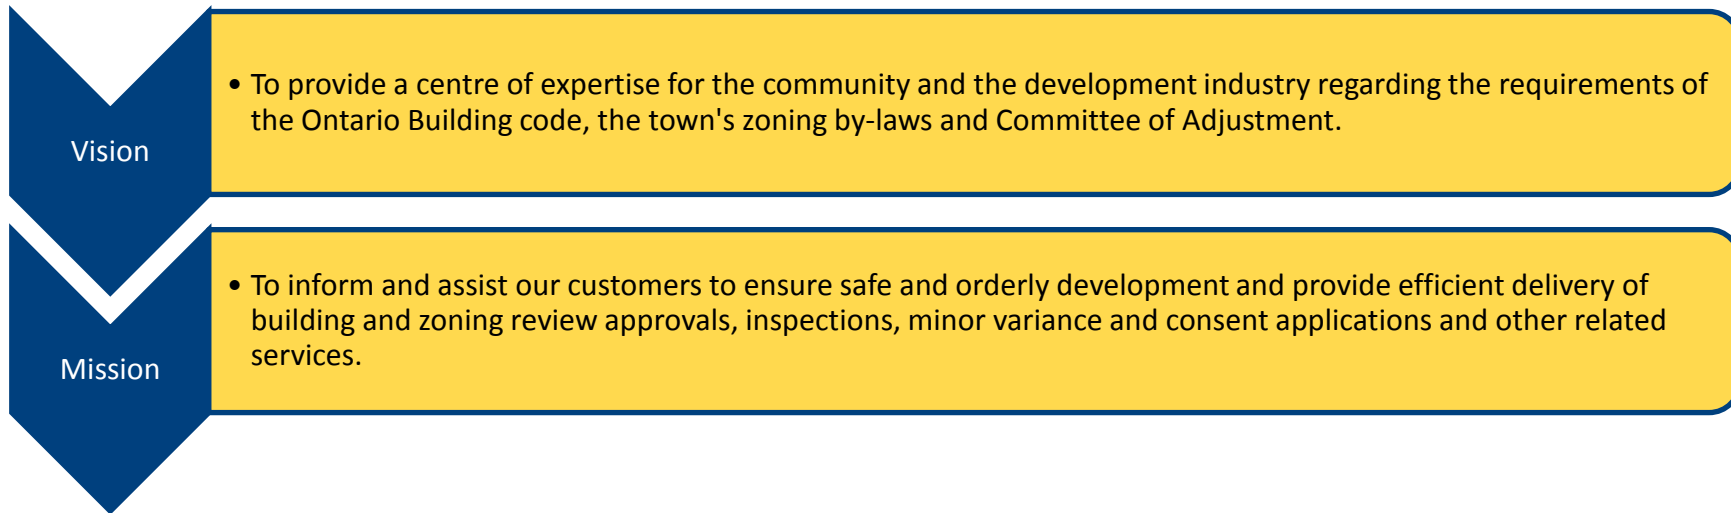 Vision
• To provide a centre of expertise for the community and the development industry regarding the requirements of
the Ontario Building code, the town's zoning by-laws and Committee of Adjustment.
Mission
• To inform and assist our customers to ensure safe and orderly development and provide efficient delivery of
building and zoning review approvals, inspections, minor variance and consent applications and other related
services.